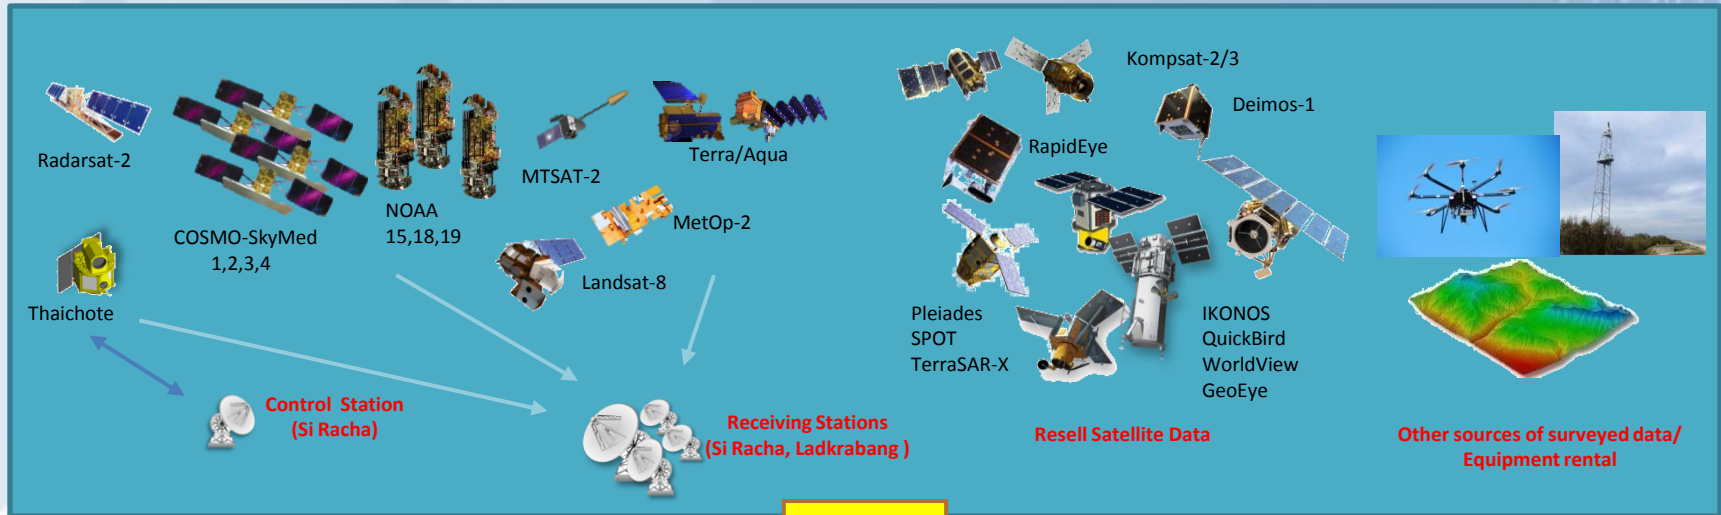 Radarsat-2
COSMO-SkyMed
1,2,3,4
NOAA
15,18,19
MTSAT-2
Terra/Aqua
MetOp-2
Landsat-8
Thaichote
Control Station
(Si Racha)
Receiving Stations
(Si Racha, Ladkrabang )
Kompsat-2/3
Deimos-1
RapidEye
Pleiades
SPOT
TerraSAR-X
IKONOS
QuickBird
WorldView
GeoEye
Resell Satellite Data
Other sources of surveyed data/
Equipment rental